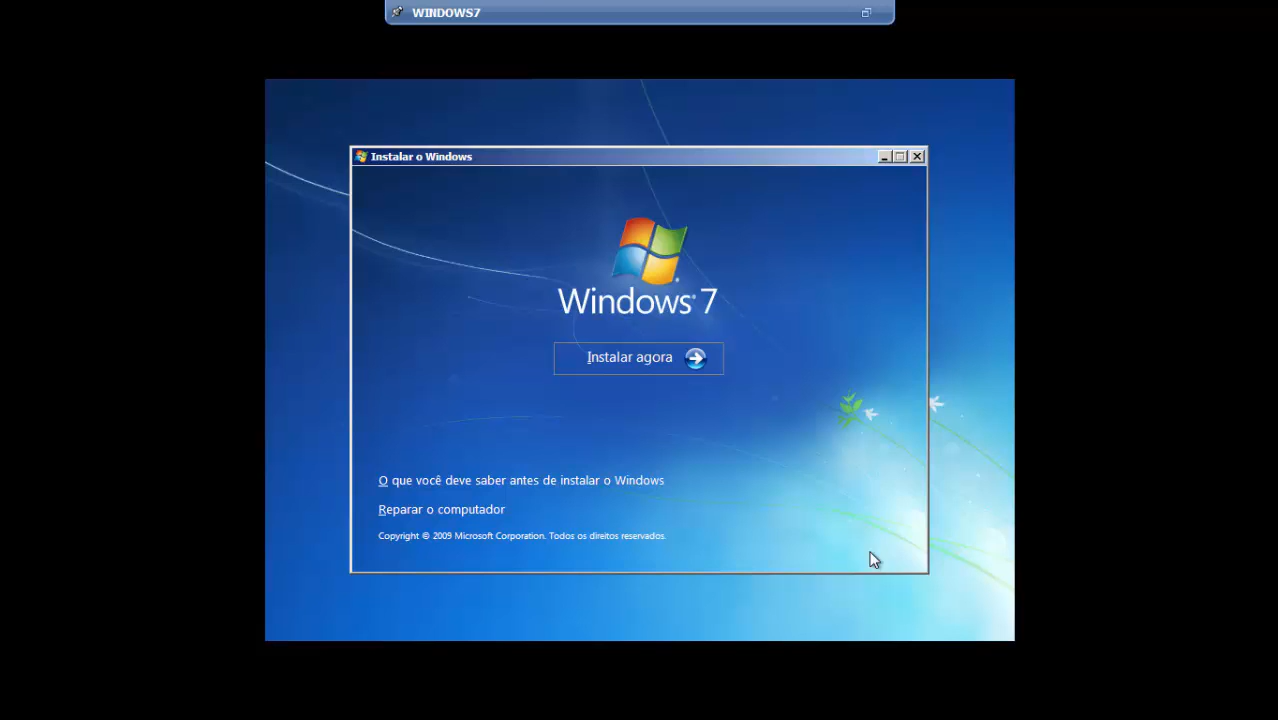 WINDOWS7
Instalar o Windows
Windows 7
Instalar agora
O que você deve saber antes de instalar o Windows
Reparar o computador
Copyright © 2009 Microsoft Corporation. Todos os direitos reservados.